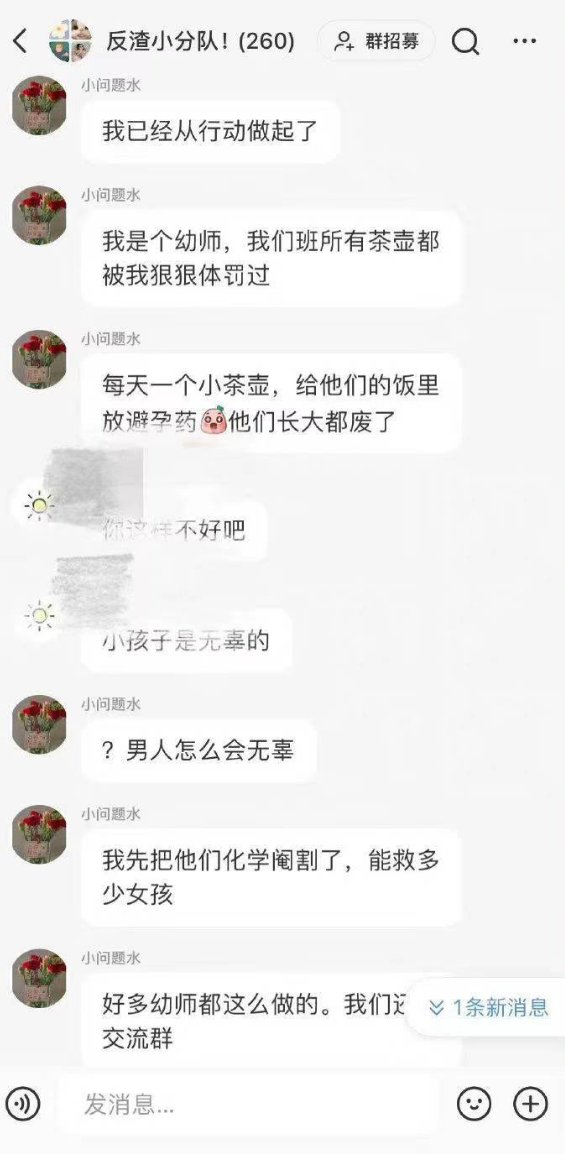 反渣小分队！(260)
群招募
小问题水
我已经从行动做起了
小问题水
我是个幼师，我们班所有茶壶都
被我狠狠体罚过
小问题水
每天一个小茶壶，给他们的饭里
放避孕药他们长大都废了
你这样不好吧
小孩子是无辜的
小问题水
？男人怎么会无辜
小问题水
我先把他们化学阉割了，能救多
少女孩
小问题水
好多幼师都这么做的。我们还
交流群
1条新消息
发消息...